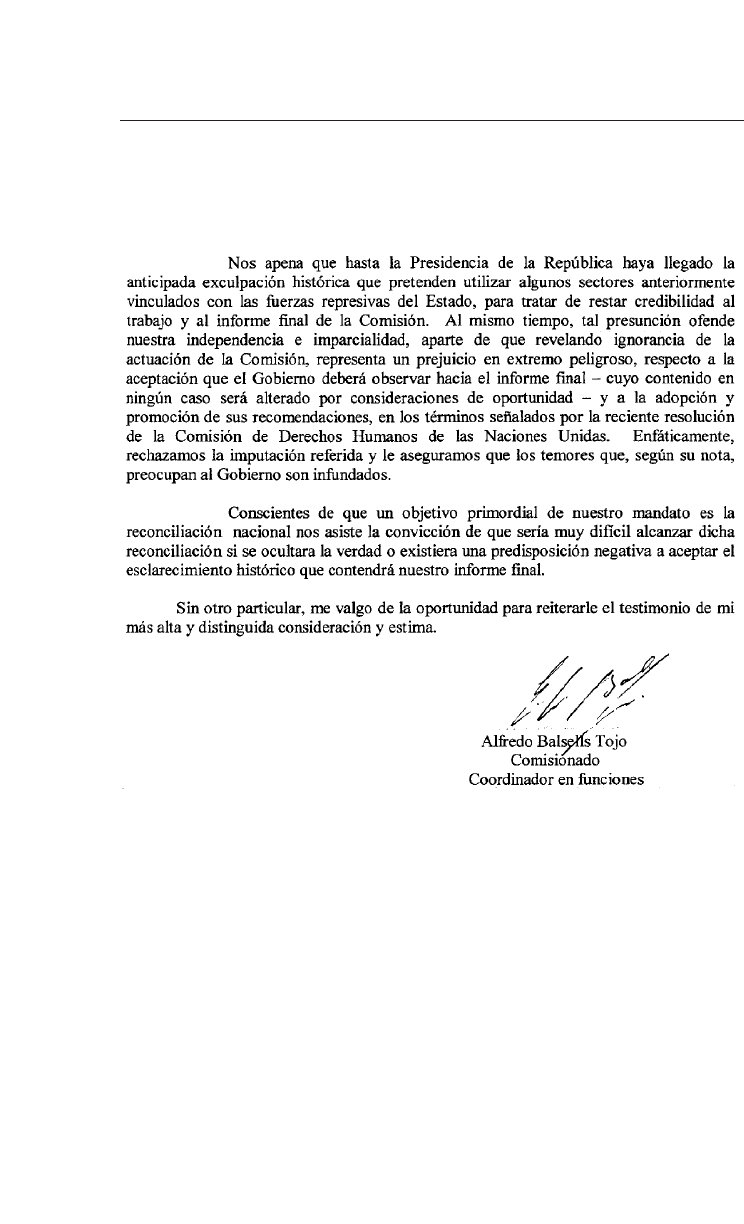 Nos apena que hasta la Presidencia de la República haya llegado la
anticipada exculpación histórica que pretenden utilizar algunos sectores anteriormente
vinculados con las fuerzas represivas del Estado, para tratar de restar credibilidad al
trabajo y al informe final de la Comisión. Al mismo tiempo, tal presunción ofende
nuestra independencia e imparcialidad, aparte de que revelando ignorancia de la
actuación de la Comisión, representa un prejuicio en extremo peligroso, respecto a la
aceptación que el Gobierno deberá observar hacia el informe final – cuyo contenido en
ningún caso será alterado por consideraciones de oportunidad – y a la adopción y
promoción de sus recomendaciones, en los términos señalados por la reciente resolución
de la Comisión de Derechos Humanos de las Naciones Unidas. Enfáticamente,
rechazamos la imputación referida y le aseguramos que los temores que, según su nota,
preocupan al Gobierno son infundados.
Conscientes de que un objetivo primordial de nuestro mandato es la
reconciliación nacional nos asiste la convicción de que sería muy difícil alcanzar dicha
reconciliación si se ocultara la verdad o existiera una predisposición negativa a aceptar el
esclarecimiento histórico que contendrá nuestro informe final.
Sin otro particular, me valgo de la oportunidad para reiterarle el testimonio de mi
más alta y distinguida consideración y estima.
Alfredo Balsells Tojo
Comisionado
Coordinador en funciones